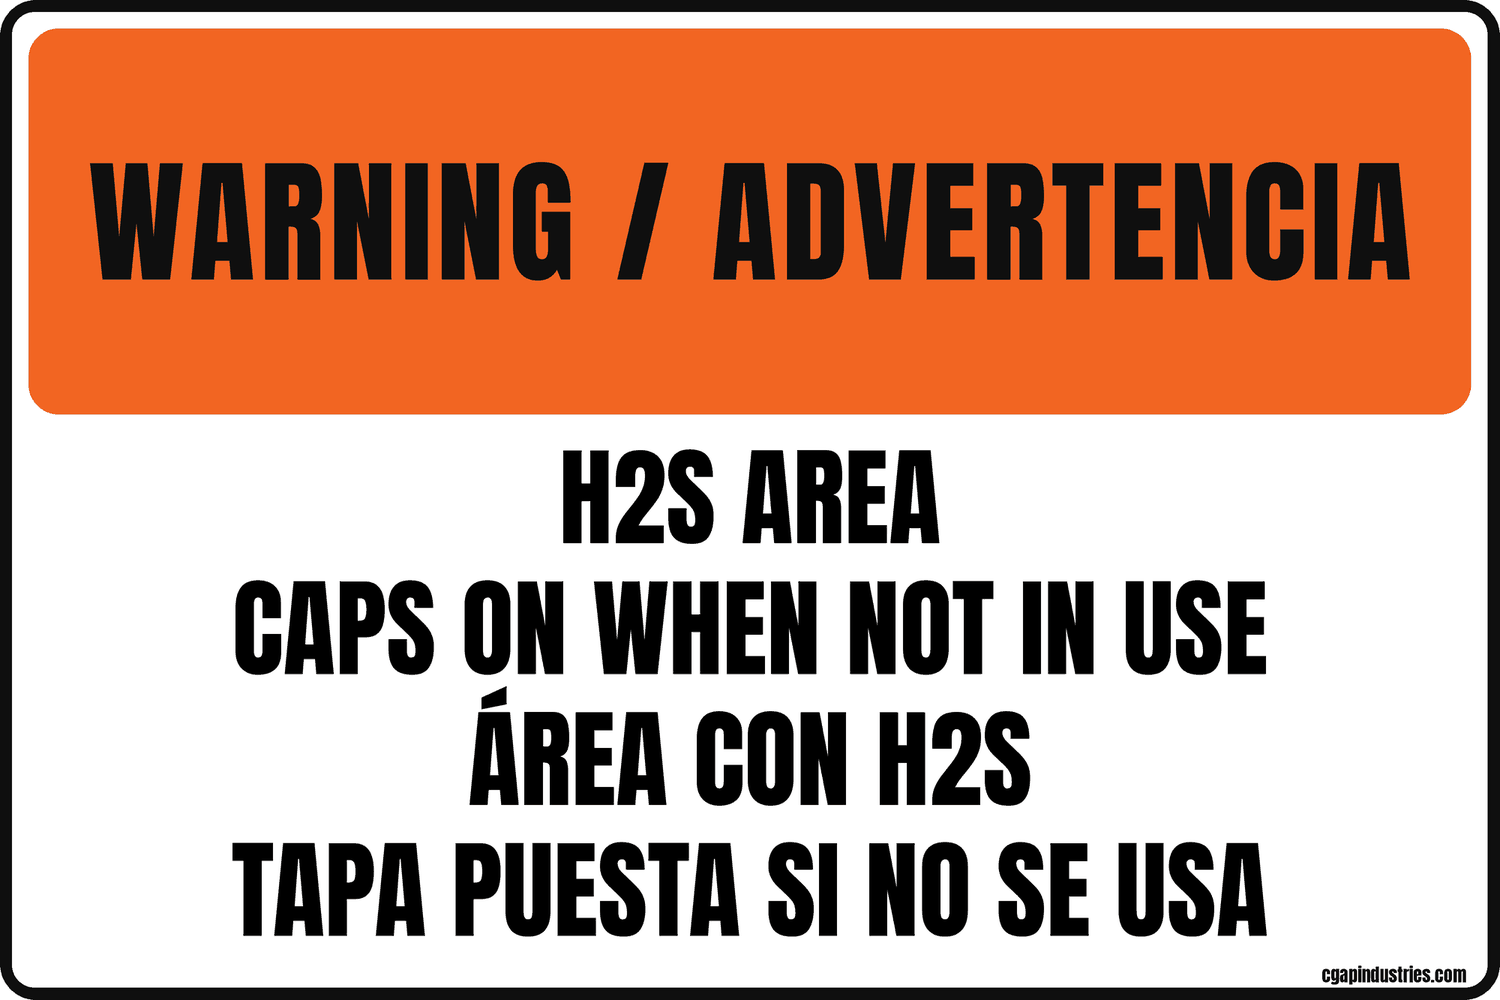 WARNING / ADVERTENCIA
H2S AREA
CAPS ON WHEN NOT IN USE
ÁREA CON H2S
TAPA PUESTA SI NO SE USA
cgapindustries.com